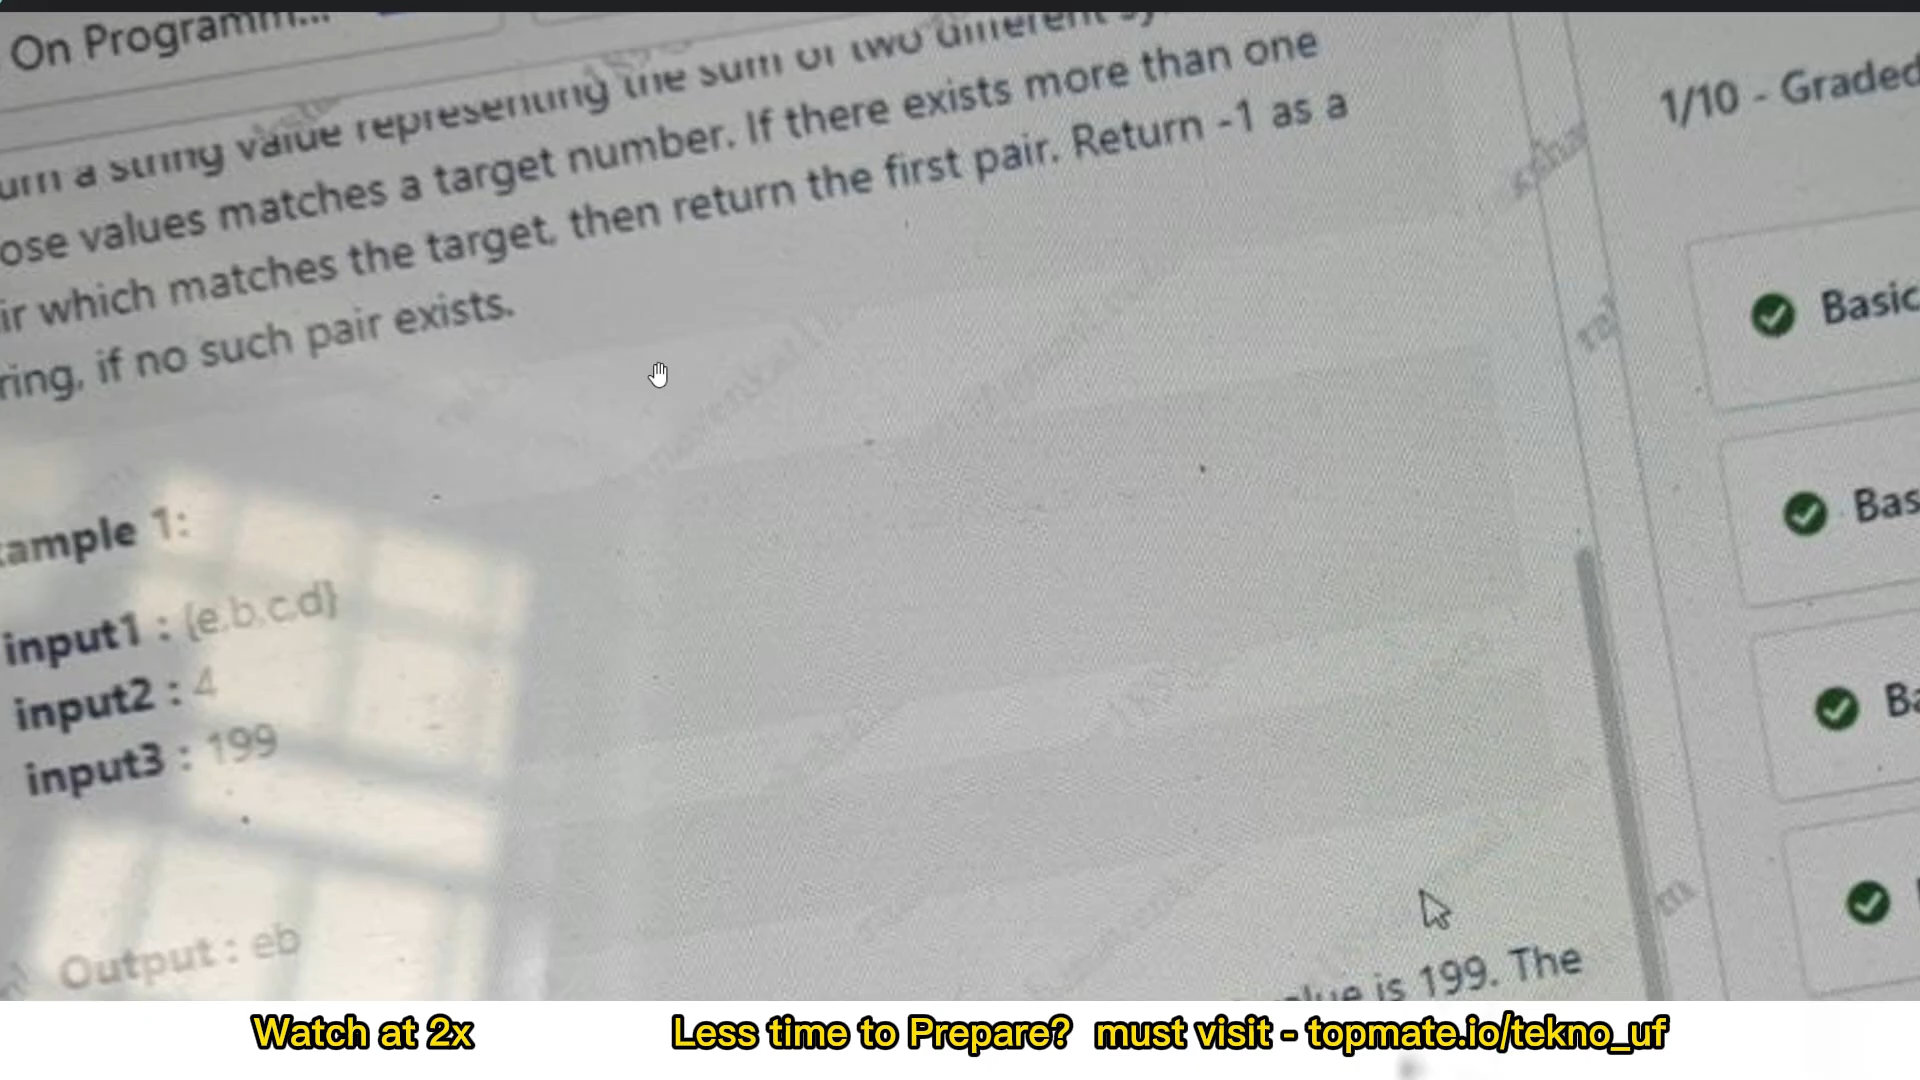 On Programm...
a string value representing the sum of two different
ose values matches a target number. If there exists more than one
ir which matches the target, then return the first pair. Return -1 as a
ring, if no such pair exists.
ample 1:
input1 : {e,b,c,d}
input2 : 4
input3 : 199
Output : eb
is 199. The
1/10 - Graded
Basic
Bas
Ba
Watch at 2x
Less time to Prepare? must visit - topmate.io/tekno_uf